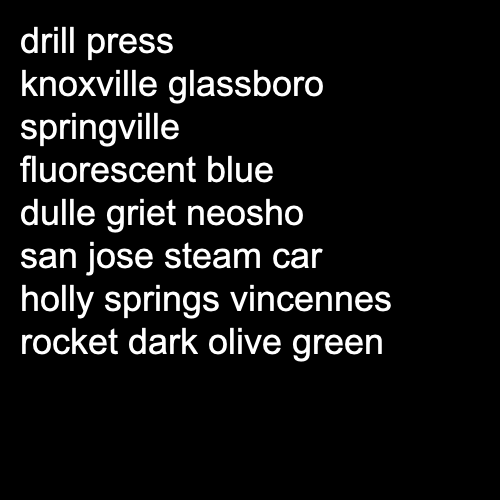 drill press
knoxville glassboro
springville
fluorescent blue
dulle griet neosho
san jose steam car
holly springs vincennes
rocket dark olive green